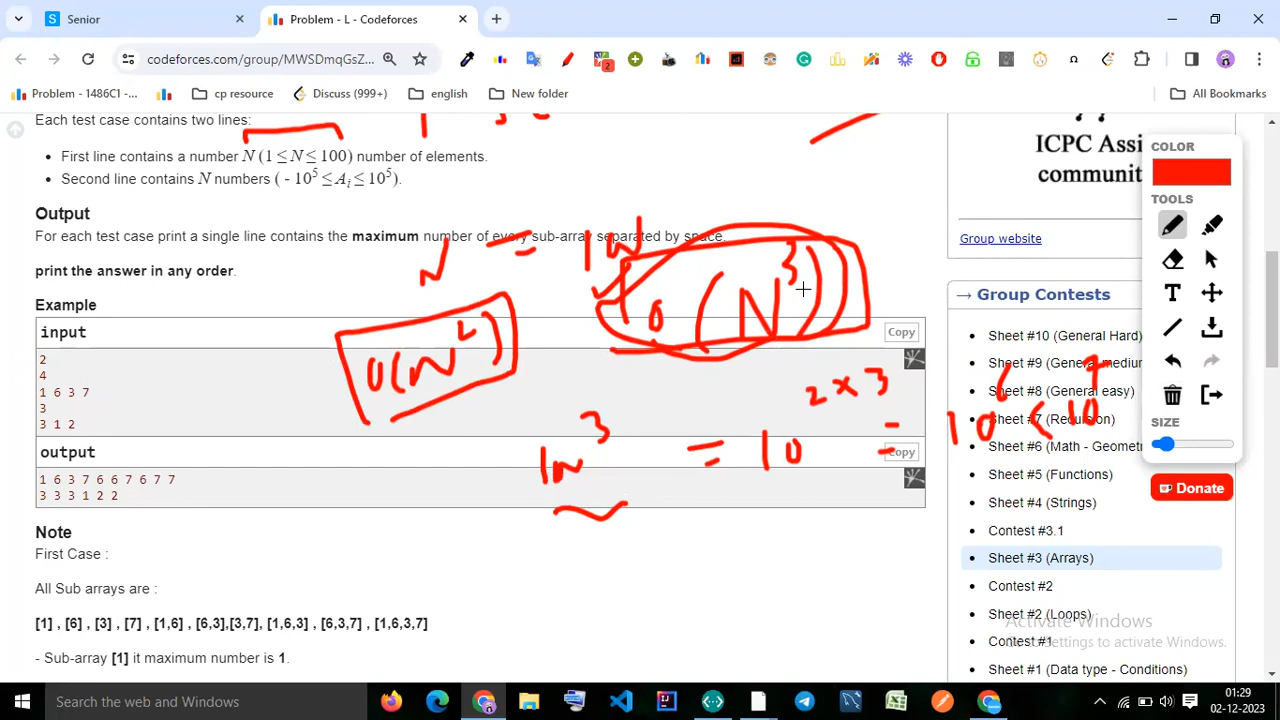 Senior
Problem - L - Codeforces
codeforces.com/group/MWSDmqGsZ...
2
Problem - 1486C1 -...
cp resource
Discuss (999+)
english
New folder
All Bookmarks
Each test case contains two lines:
First line contains a number N (1 ≤ N ≤ 100) number of elements.
Second line contains N numbers ( - 10^5 ≤ A_i ≤ 10^5).
Output
For each test case print a single line contains the maximum number of every sub-array separated by space.
print the answer in any order.
Example
input
Copy
2
4
1 6 3 7
3
3 1 2
output
Copy
1 6 3 7 6 6 7 6 7 7
3 3 3 1 2 2
Note
First Case :
All Sub arrays are :
[1] , [6] , [3] , [7] , [1,6] , [6,3],[3,7], [1,6,3] , [6,3,7] , [1,6,3,7]
- Sub-array [1] it maximum number is 1.
N =
O(N^3)
O(N^2)
= 10^2×3 = 10^6 < 10^7
ICPC Assi
communit
Group website
→ Group Contests
Sheet #10 (General Hard)
Sheet #9 (General medium
Sheet #8 (General easy)
Sheet #7 (Recursion)
Sheet #6 (Math - Geomet
Sheet #5 (Functions)
Sheet #4 (Strings)
Contest #3.1
Sheet #3 (Arrays)
Contest #2
Sheet #2 (Loops)
Contest #1
Sheet #1 (Data type - Conditions)
COLOR
TOOLS
T
SIZE
Donate
Activate Windows
Go to Settings to activate Windows.
Search the web and Windows
01:29
02-12-2023